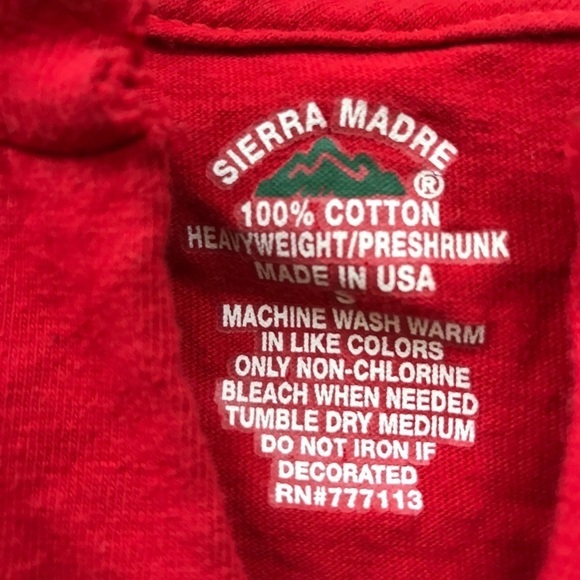 SIERRA MADRE®
100% COTTON
HEAVYWEIGHT/PRESHRUNK
MADE IN USA
S
MACHINE WASH WARM
IN LIKE COLORS
ONLY NON-CHLORINE
BLEACH WHEN NEEDED
TUMBLE DRY MEDIUM
DO NOT IRON IF
DECORATED
RN#777113